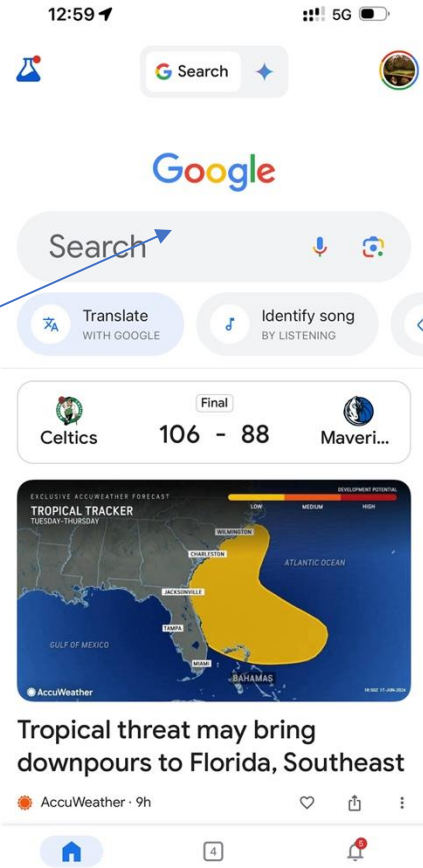 12:59
5G
Search
Google
Search
Translate
WITH GOOGLE
Identify song
BY LISTENING
Final
Celtics
106 - 88
Maveri...
EXCLUSIVE ACCUWEATHER FORECAST
TROPICAL TRACKER
TUESDAY-THURSDAY
DEVELOPMENT POTENTIAL
LOW
MEDIUM
HIGH
WILMINGTON
CHARLESTON
ATLANTIC OCEAN
JACKSONVILLE
TAMPA
GULF OF MEXICO
MIAMI
BAHAMAS
AccuWeather
Tropical threat may bring
downpours to Florida, Southeast
AccuWeather · 9h
4
5